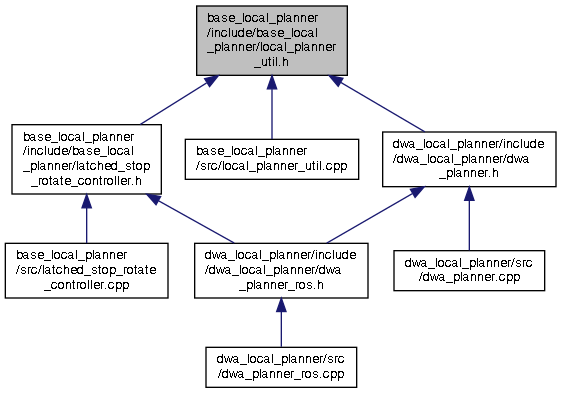 base_local_planner
/include/base_local
_planner/local_planner
_util.h
base_local_planner
/include/base_local
_planner/latched_stop
_rotate_controller.h
base_local_planner
/src/local_planner_util.cpp
dwa_local_planner/include
/dwa_local_planner/dwa
_planner.h
base_local_planner
/src/latched_stop_rotate
_controller.cpp
dwa_local_planner/include
/dwa_local_planner/dwa
_planner_ros.h
dwa_local_planner/src
/dwa_planner.cpp
dwa_local_planner/src
/dwa_planner_ros.cpp